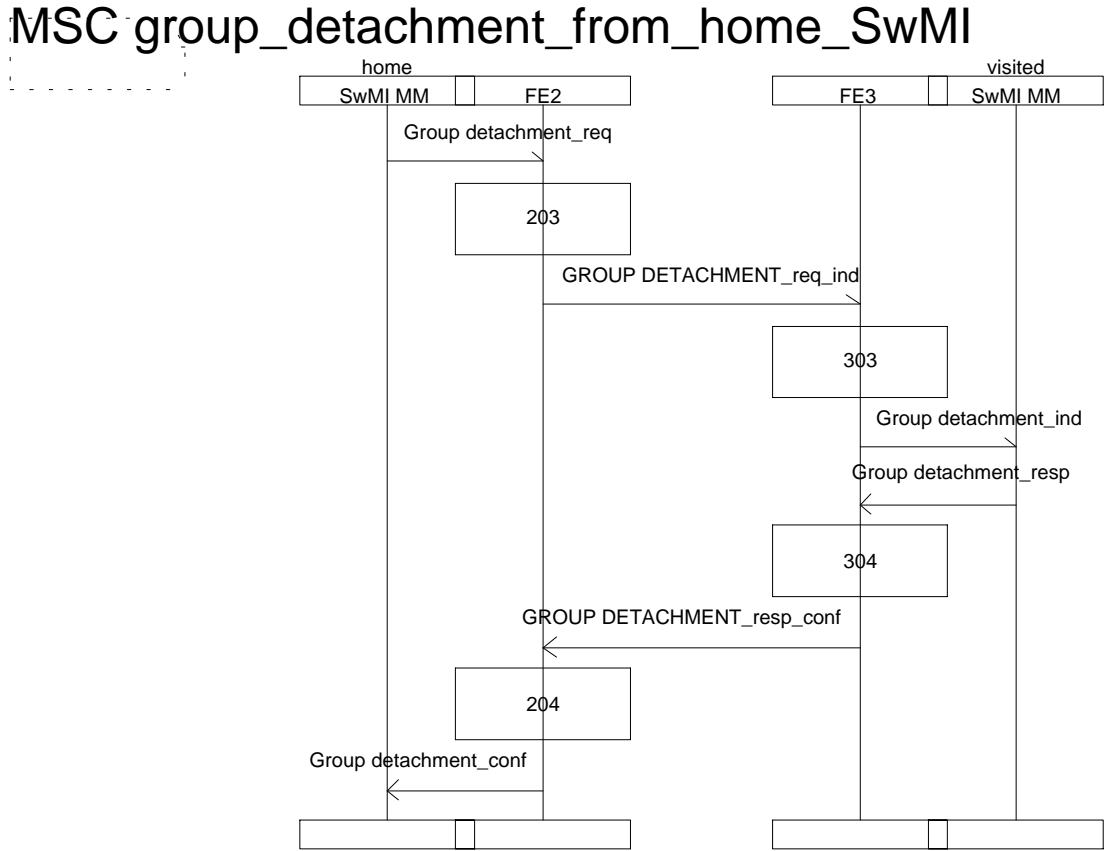 MSC group_detachment_from_home_SwMI
home
visited
SwMI MM
FE2
FE3
SwMI MM
Group detachment_req
203
GROUP DETACHMENT_req_ind
303
Group detachment_ind
Group detachment_resp
304
GROUP DETACHMENT_resp_conf
204
Group detachment_conf